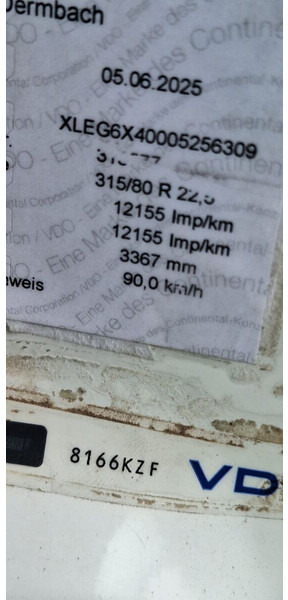 Dermbach
05.06.2025
XLEG6X40005256309
315/80 R 22,5
12155 Imp/km
12155 Imp/km
3367 mm
90,0 km/h
weis
8166KZF VD